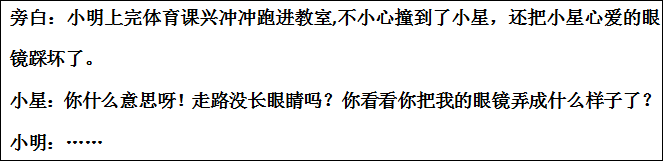 旁白：小明上完体育课兴冲冲跑进教室,不小心撞到了小星，还把小星心爱的眼
镜踩坏了。
小星：你什么意思呀！走路没长眼睛吗？你看看你把我的眼镜弄成什么样子了？
小明：……